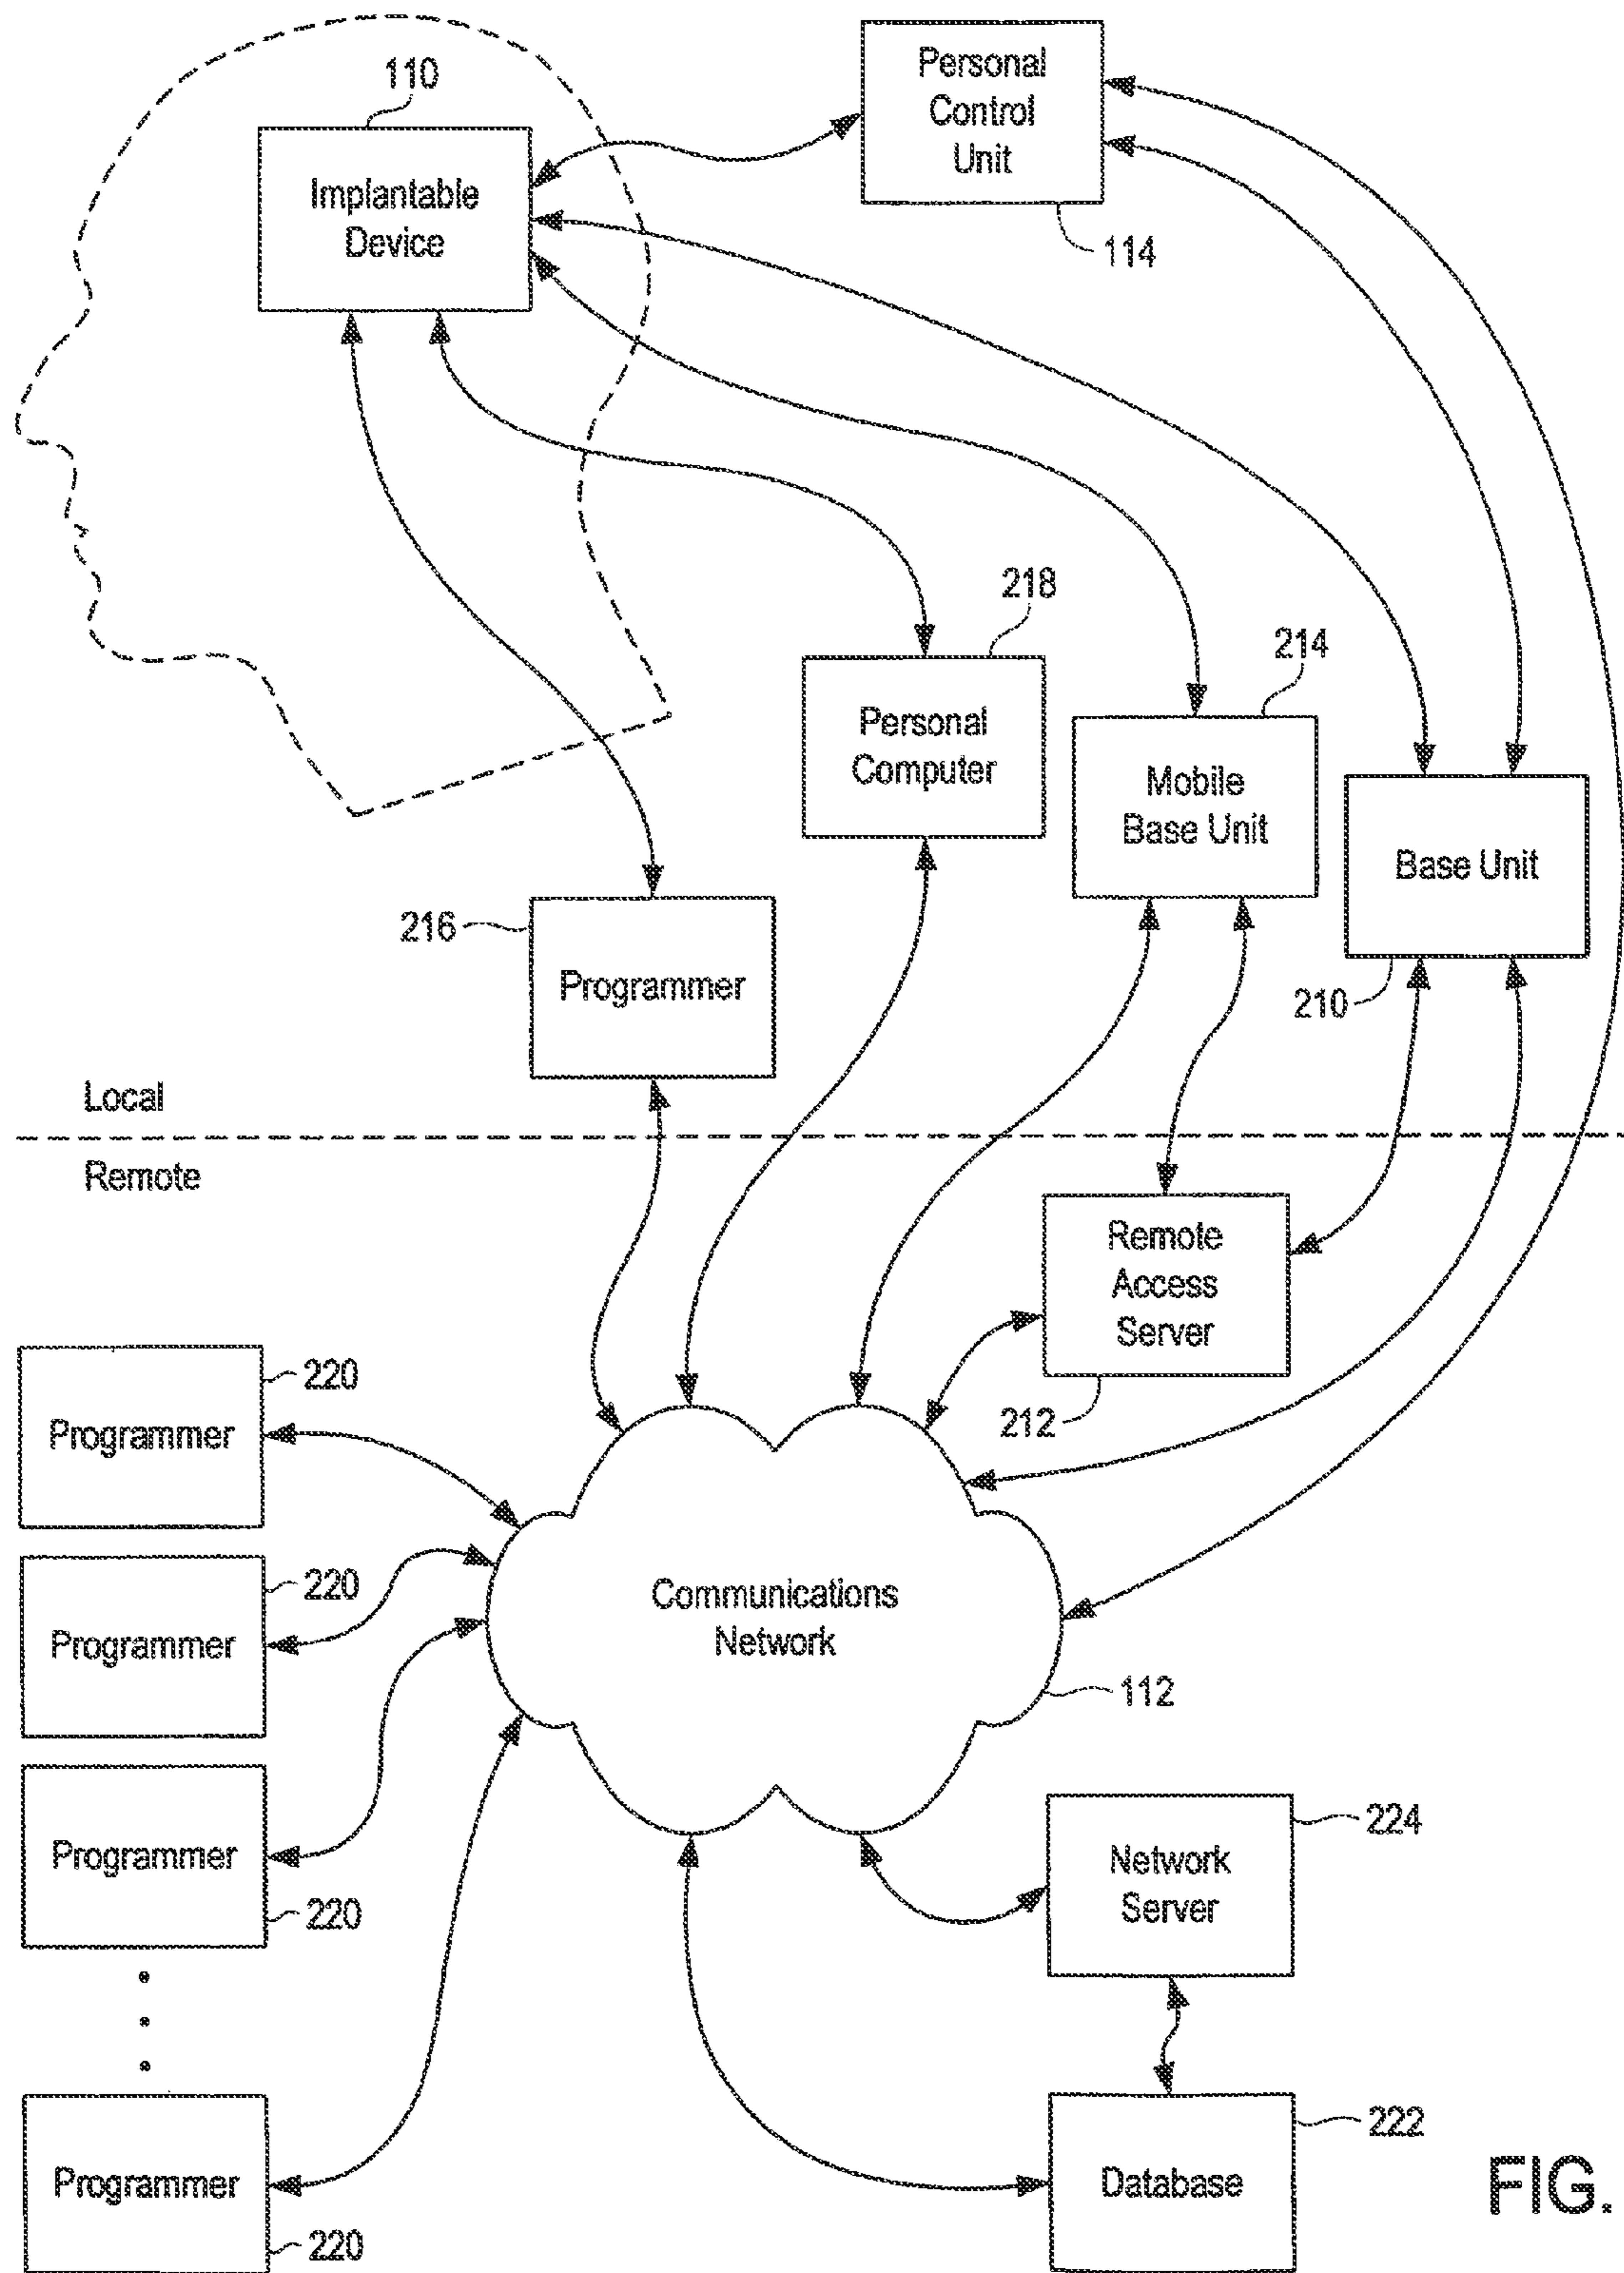 110
Implantable
Device
Personal
Control
Unit
114
218
Personal
Computer
214
Mobile
Base Unit
Base Unit
210
216
Programmer
Local
Remote
Remote
Access
Server
212
220
Programmer
220
Programmer
Programmer
220
Programmer
220
Communications
Network
112
224
Network
Server
222
Database
FIG.